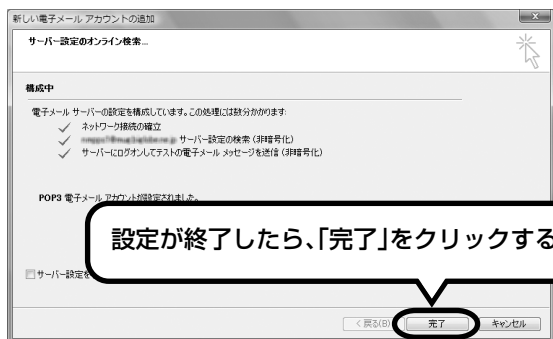 新しい電子メール アカウントの追加
サーバー設定のオンライン検索...
構成中
電子メール サーバーの設定を構成しています。この処理には数分かかります:
ネットワーク接続の確立
サーバー設定の検索 (非暗号化)
サーバーにログオンしてテストの電子メール メッセージを送信 (非暗号化)
POP3 電子メール アカウントが設定されました。
設定が終了したら、「完了」をクリックする
サーバー設定を
< 戻る(B)
完了
キャンセル